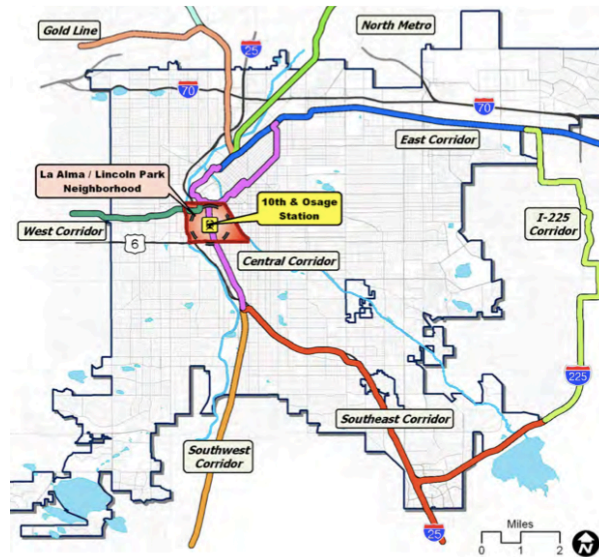 Gold Line
North Metro
25
70
70
East Corridor
La Alma / Lincoln Park
Neighborhood
10th & Osage
Station
West Corridor
6
I-225
Corridor
Central Corridor
225
Southeast Corridor
Southwest
Corridor
25
Miles
0 1 2
N